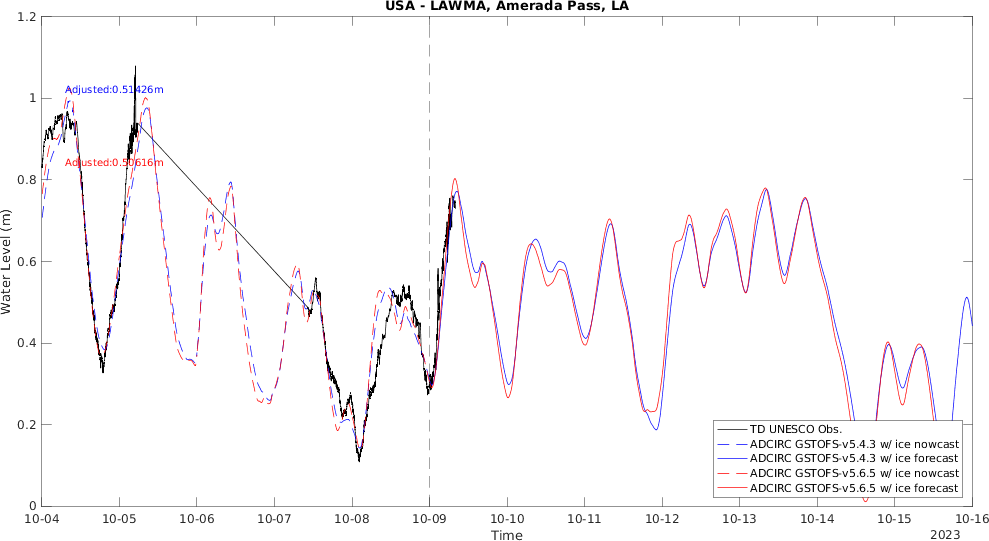 USA - LAWMA, Amerada Pass, LA
1.2
1
0.8
0.6
0.4
0.2
0
Water Level (m)
Adjusted:0.51426m
Adjusted:0.50616m
TD UNESCO Obs.
ADCIRC GSTOFS-v5.4.3 w/ ice nowcast
ADCIRC GSTOFS-v5.4.3 w/ ice forecast
ADCIRC GSTOFS-v5.6.5 w/ ice nowcast
ADCIRC GSTOFS-v5.6.5 w/ ice forecast
10-04 10-05 10-06 10-07 10-08 10-09 10-10 10-11 10-12 10-13 10-14 10-15 10-16
Time
2023